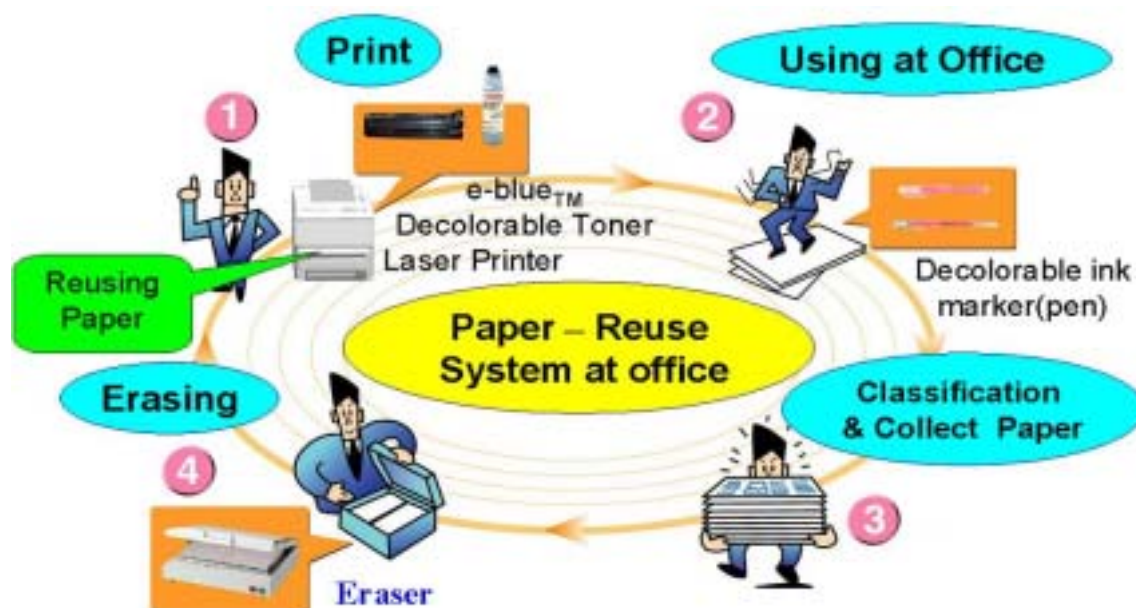 Print
Using at Office
1
2
e-blueTM
Decolorable Toner
Laser Printer
Reusing
Paper
Decolorable ink
marker(pen)
Paper – Reuse
System at office
Erasing
Classification
& Collect Paper
4
3
Eraser